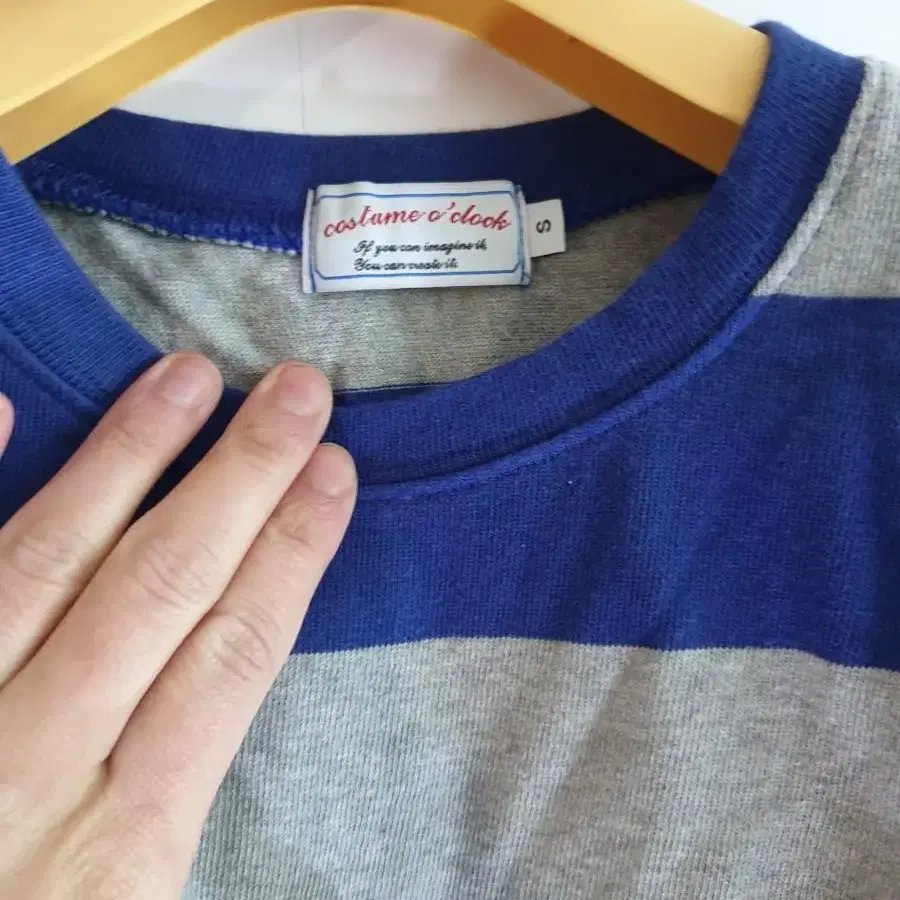 costume o'clock
If you can imagine it,
You can create it.
S